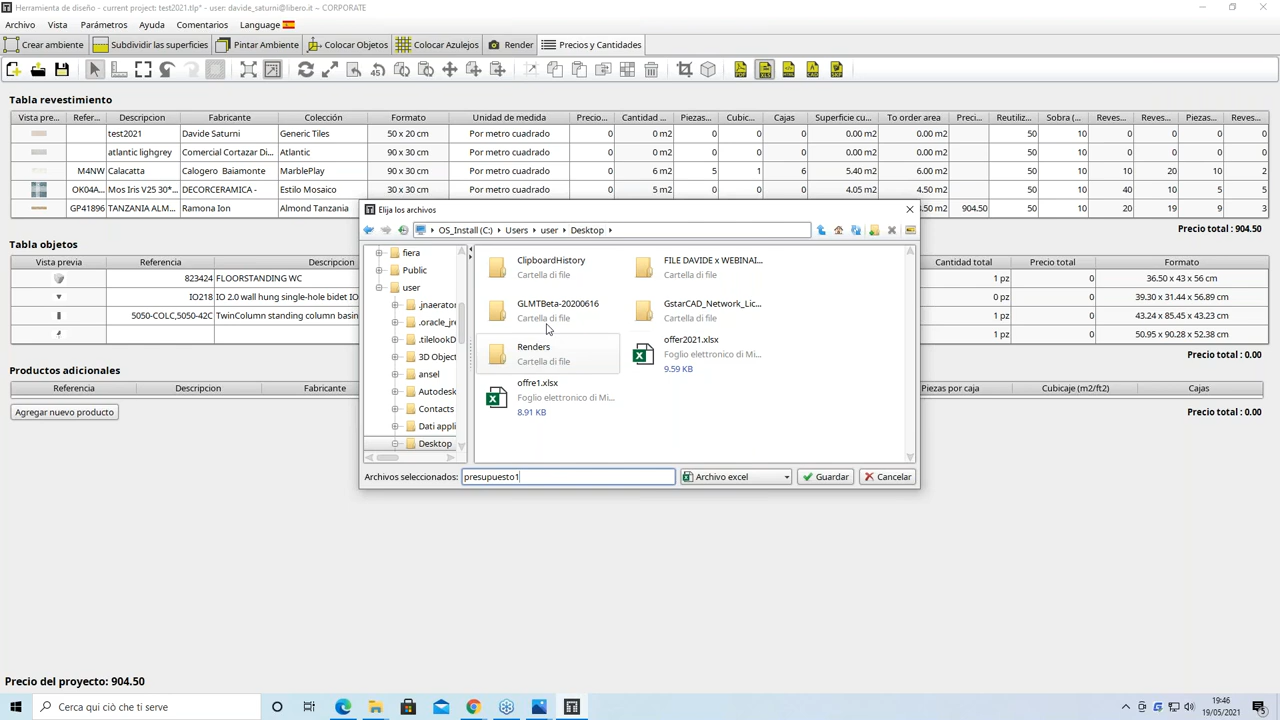 Herramienta de diseño - current project: test2021.tlp* - user: davide_saturni@libero.it -- CORPORATE
Archivo Vista Parámetros Ayuda Comentarios Language
Crear ambiente Subdividir las superficies Pintar Ambiente Colocar Objetos Colocar Azulejos Render Precios y Cantidades
Tabla revestimiento
Vista pre... Refer... Descripcion Fabricante Colección Formato Unidad de medida Precio... Cantidad ... Piezas... Cubic... Cajas Superficie cu... To order area Preci... Reutiliz... Sobra (... Reves... Reves... Piezas... Reves...
test2021 Davide Saturni Generic Tiles 50 x 20 cm Por metro cuadrado 0 0 m2 0 0 0 0.00 m2 0.00 m2 0 50 10 0 0 0 0
atlantic lighgrey Comercial Cortazar Di... Atlantic 90 x 30 cm Por metro cuadrado 0 0 m2 0 0 0 0.00 m2 0.00 m2 0 50 10 0 0 0 0
M4NW Calacatta Calogero Baiamonte MarblePlay 90 x 30 cm Por metro cuadrado 0 6 m2 5 1 6 5.40 m2 6.00 m2 0 50 10 10 20 10 2
OK04A... Mos Iris V25 30*... DECORCERAMICA - Estilo Mosaico 30 x 30 cm Por metro cuadrado 0 5 m2 4.05 m2 4.50 m2 0 50 10 40 5 0 0
GP41896 TANZANIA ALM... Ramona Ion Almond Tanzania .50 m2 904.50 50 10 20 19 9 3
Precio total : 904.50
Tabla objetos
Vista previa Referencia Descripcion Cantidad total Precio total Formato
823424 FLOORSTANDING WC 1 pz 0 36.50 x 43 x 56 cm
IO218 IO 2.0 wall hung single-hole bidet IO 1 pz 0 39.30 x 31.44 x 56.89 cm
5050-COLC,5050-42C TwinColumn standing column basin 1 pz 0 43.24 x 85.45 x 43.23 cm
1 pz 0 50.95 x 90.28 x 52.38 cm
Precio total : 0.00
Productos adicionales
Referencia Descripcion Fabricante Piezas por caja Cubicaje (m2/ft2) Cajas
Agregar nuevo producto
Precio total : 0.00
Elija los archivos
OS_Install (C:) Users user Desktop
fiera
Public
user
.jnaerator
.oracle_jre
.tilelookD
3D Object
ansel
Autodesk
Contacts
Dati appli
Desktop
ClipboardHistory
Cartella di file
FILE DAVIDE x WEBINAI...
Cartella di file
GLMTBeta-20200616
Cartella di file
GstarCAD_Network_Lic...
Cartella di file
Renders
Cartella di file
offer2021.xlsx
Foglio elettronico di Mi...
9.59 KB
offre1.xlsx
Foglio elettronico di Mi...
8.91 KB
Archivos seleccionados: presupuesto1 Archivo excel Guardar Cancelar
Precio del proyecto: 904.50
Cerca qui ciò che ti serve
19:46
19/05/2021